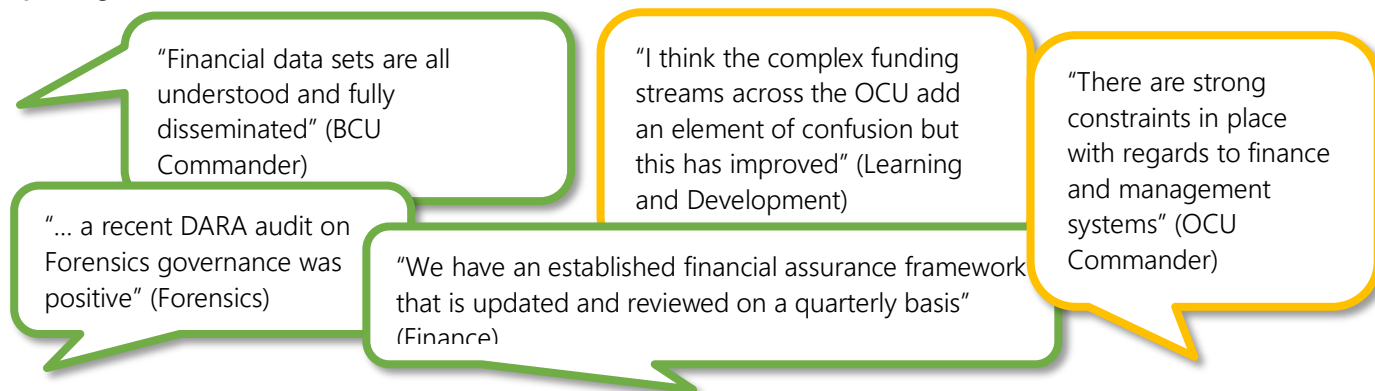 “Financial data sets are all
understood and fully
disseminated” (BCU
Commander)
“I think the complex funding
streams across the OCU add
an element of confusion but
this has improved” (Learning
and Development)
“There are strong
constraints in place
with regards to finance
and management
systems” (OCU
Commander)
“... a recent DARA audit on
Forensics governance was
positive” (Forensics)
“We have an established financial assurance framework
that is updated and reviewed on a quarterly basis”
(Finance)